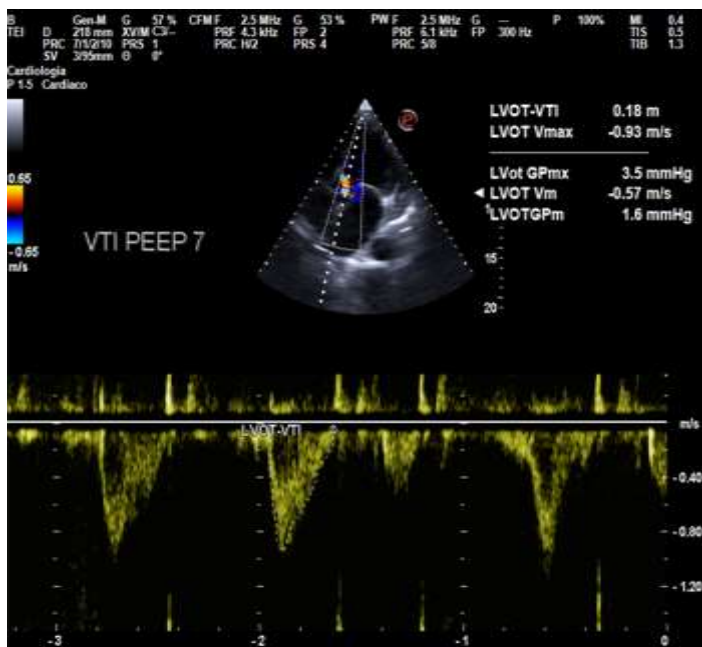 B Gen-M G 57 % CFM F 2.5 MHz G 53 % PW F 2.5 MHz G — P 100% MI 0.4
TEI D 218 mm XVIM C3/-- PRF 4.3 kHz FP 2 PRF 6.1 kHz FP 300 Hz TIS 0.5
PRC 7/1/2/10 PRS 1 PRC H/2 PRS 4 PRC 5/8 TIB 1.3
SV 3/95mm Θ 0°
Cardiologia
P 1-5 Cardiaco
LVOT-VTI 0.18 m
LVOT Vmax -0.93 m/s
LVot GPmx 3.5 mmHg
LVOT Vm -0.57 m/s
LVOTGPm 1.6 mmHg
0.65
-0.65
m/s
VTI PEEP 7
15
20
LVOT-VTI
m/s
-0.40
-0.80
-1.20
-3 -2 -1 0